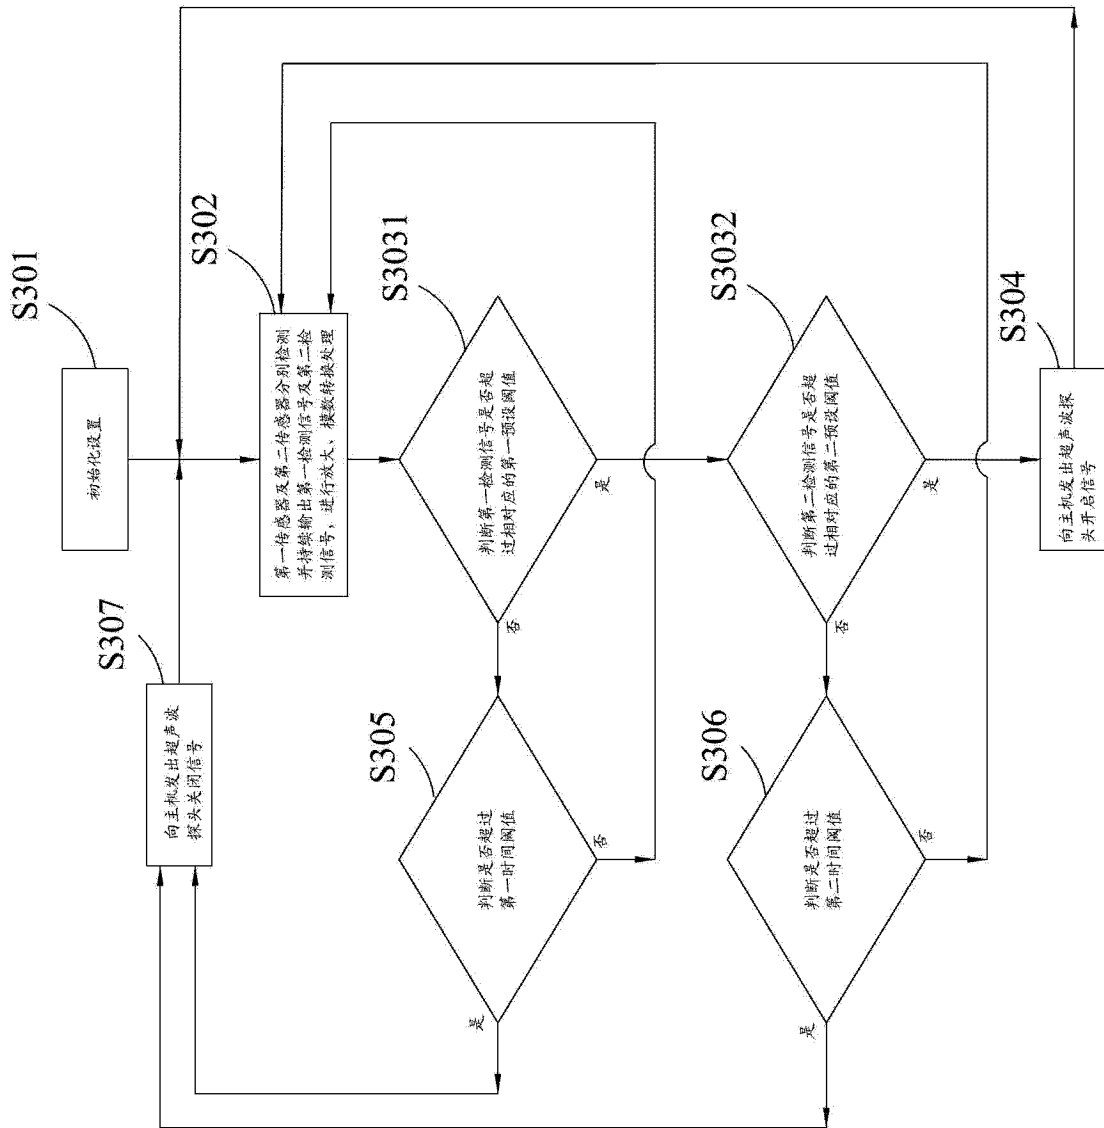 S301
初始化设置
S302
第一传感器及第二传感器分别检测
并持续输出第一检测信号及第二检
测信号，进行放大、模数转换处理
S307
向主机发出超声波
探头关闭信号
S3031
判断第一检测信号是否超
过相对应的第一预设阈值
是
否
S305
判断是否超过
第一时间阈值
是
否
S3032
判断第二检测信号是否超
过相对应的第二预设阈值
是
否
S306
判断是否超过
第二时间阈值
是
否
S304
向主机发出超声波探
头开启信号